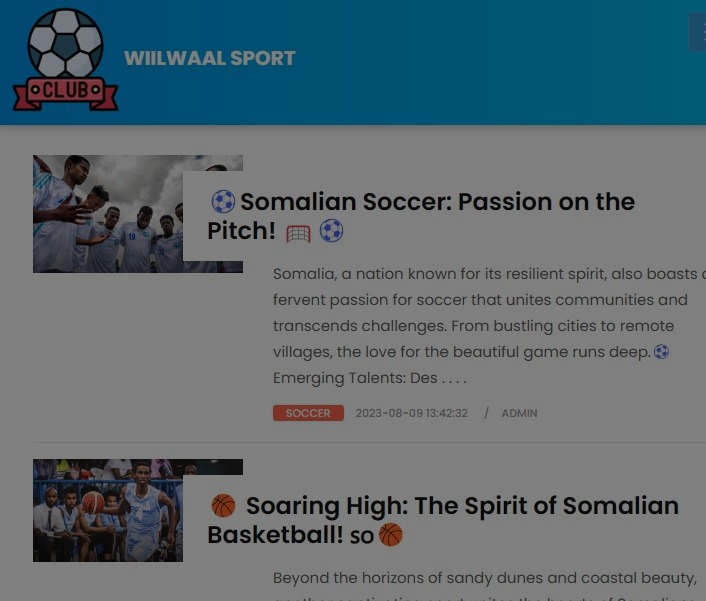 CLUB
WIILWAAL SPORT
⚽ Somalian Soccer: Passion on the
Pitch! 🥅 ⚽
Somalia, a nation known for its resilient spirit, also boasts a
fervent passion for soccer that unites communities and
transcends challenges. From bustling cities to remote
villages, the love for the beautiful game runs deep.⚽
Emerging Talents: Des . . . .
SOCCER 2023-08-09 13:42:32 / ADMIN
🏀 Soaring High: The Spirit of Somalian
Basketball! so🏀
Beyond the horizons of sandy dunes and coastal beauty,